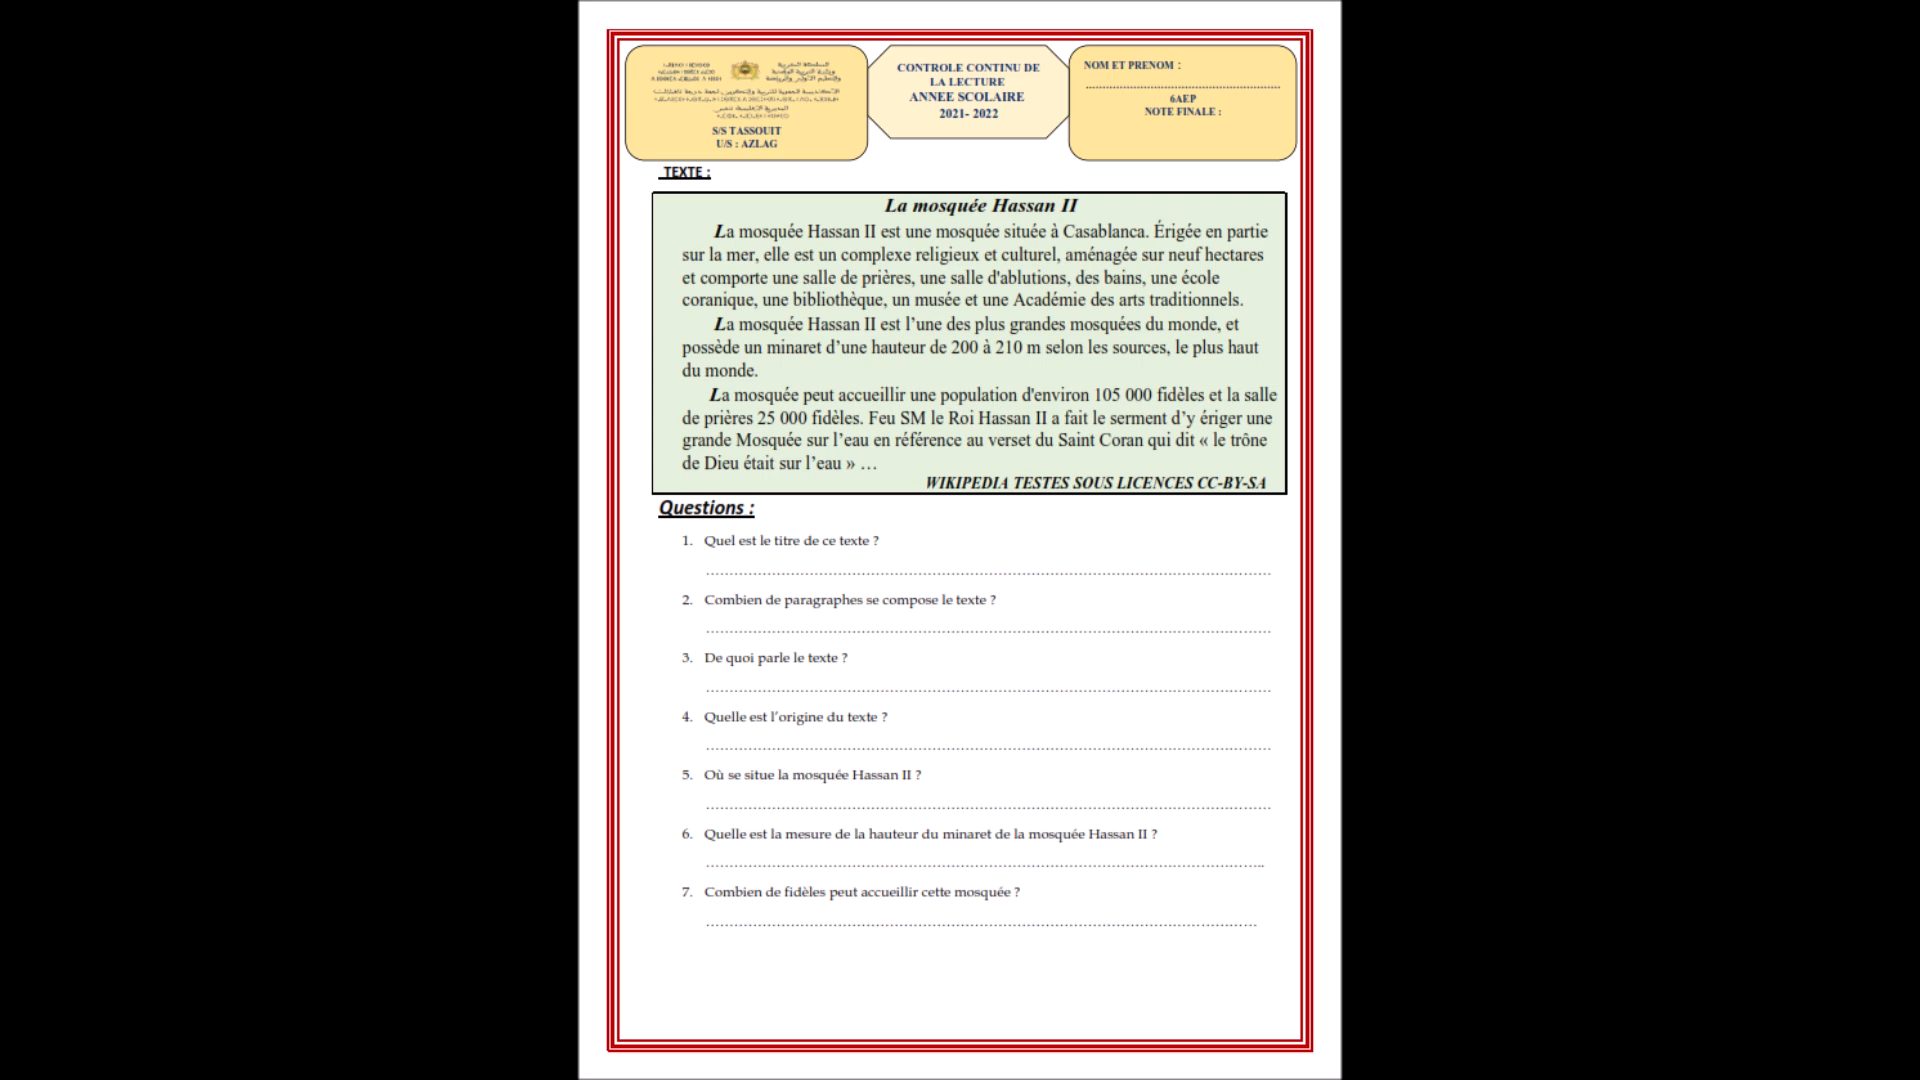 S/S TASSOUIT
U/S : AZLAG
CONTROLE CONTINU DE
LA LECTURE
ANNEE SCOLAIRE
2021- 2022
NOM ET PRENOM :
........................................................
6AEP
NOTE FINALE :
TEXTE :
La mosquée Hassan II
La mosquée Hassan II est une mosquée située à Casablanca. Érigée en partie
sur la mer, elle est un complexe religieux et culturel, aménagée sur neuf hectares
et comporte une salle de prières, une salle d'ablutions, des bains, une école
coranique, une bibliothèque, un musée et une Académie des arts traditionnels.
La mosquée Hassan II est l’une des plus grandes mosquées du monde, et
possède un minaret d’une hauteur de 200 à 210 m selon les sources, le plus haut
du monde.
La mosquée peut accueillir une population d'environ 105 000 fidèles et la salle
de prières 25 000 fidèles. Feu SM le Roi Hassan II a fait le serment d’y ériger une
grande Mosquée sur l’eau en référence au verset du Saint Coran qui dit « le trône
de Dieu était sur l’eau » …
WIKIPEDIA TESTES SOUS LICENCES CC-BY-SA
Questions :
1. Quel est le titre de ce texte ?
2. Combien de paragraphes se compose le texte ?
3. De quoi parle le texte ?
4. Quelle est l’origine du texte ?
5. Où se situe la mosquée Hassan II ?
6. Quelle est la mesure de la hauteur du minaret de la mosquée Hassan II ?
7. Combien de fidèles peut accueillir cette mosquée ?